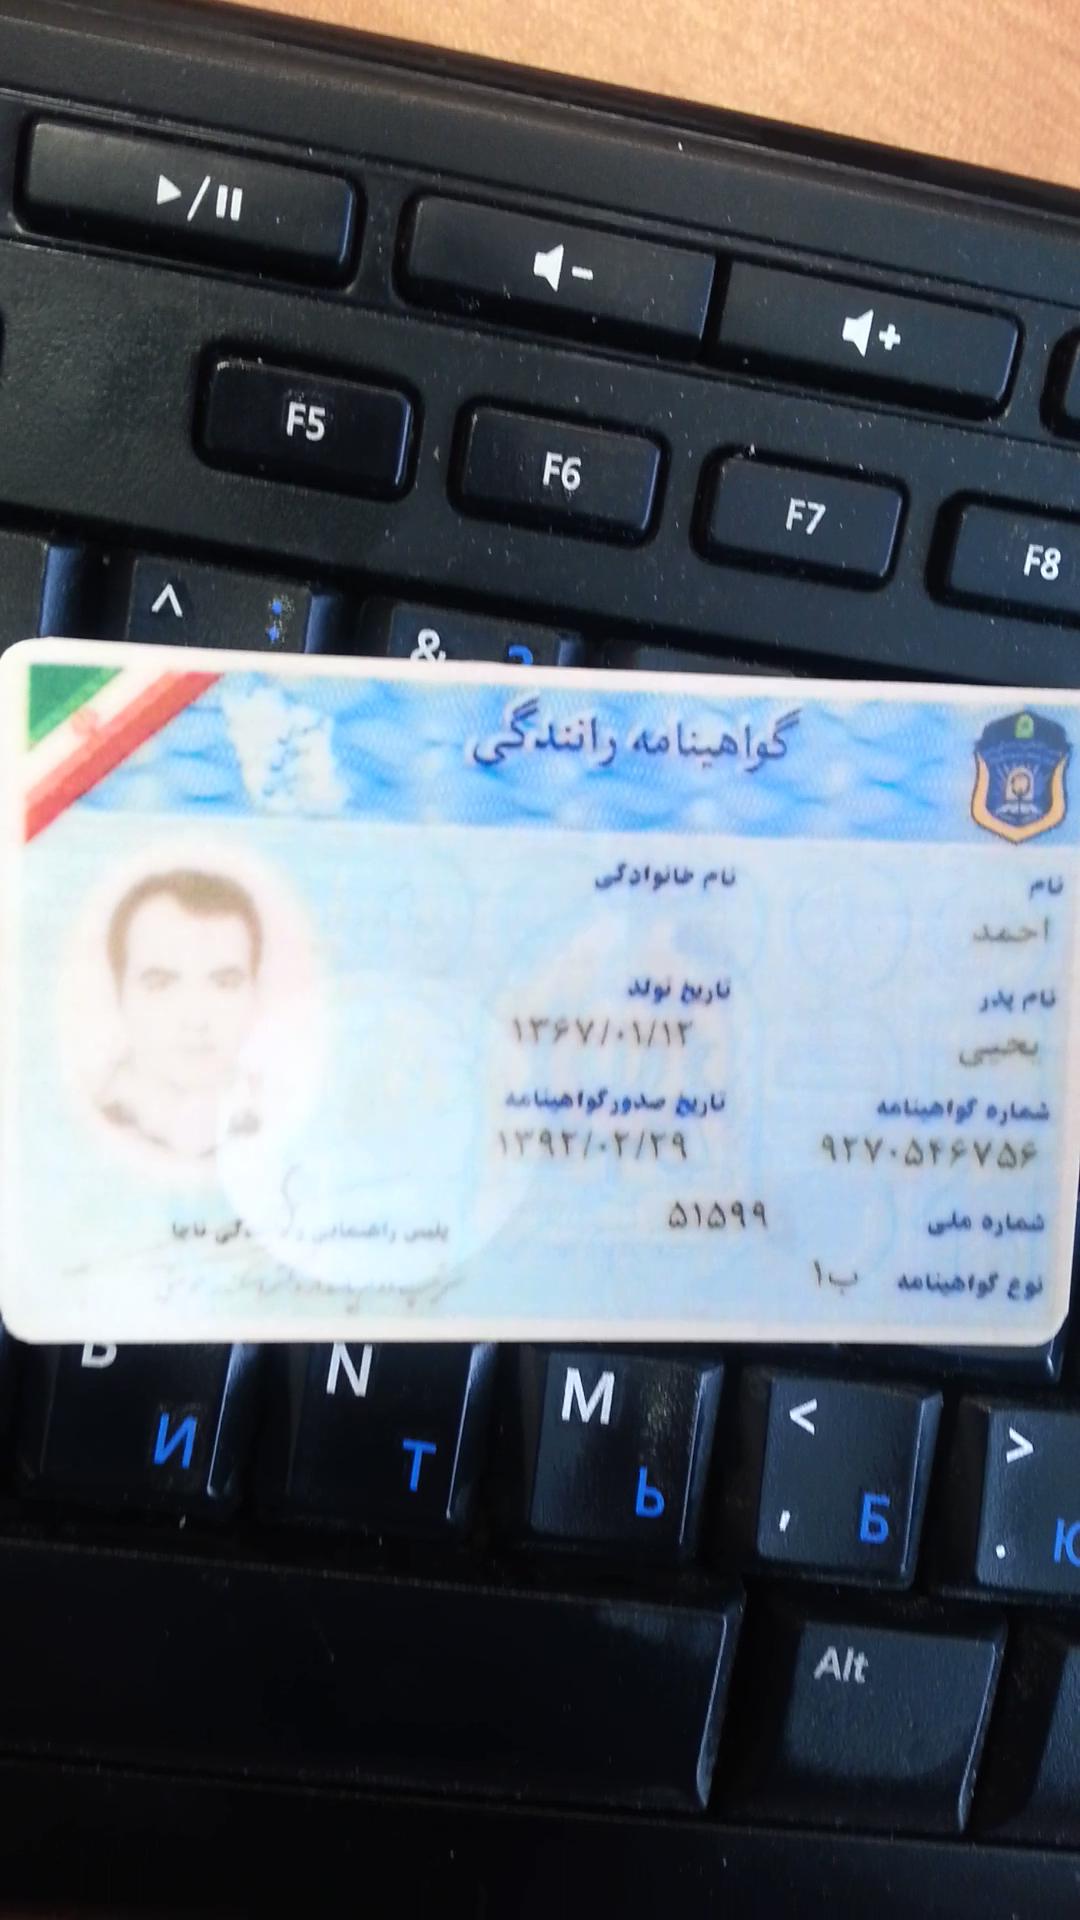 ⏯
F5
F6
F7
F8
^ :
& ?
گواهینامه رانندگی
نام
نام خانوادگی
احمد
نام پدر
تاریخ تولد
یحیی
۱۳۶۷/۰۱/۱۲
شماره گواهینامه
تاریخ صدور گواهینامه
۹۲۷۰۵۴۶۷۵۶
۱۳۹۲/۰۲/۲۹
شماره ملی
۵۱۵۹۹
نوع گواهینامه ب۱
پلیس راهنمایی و رانندگی ناجا
B И
N Т
M Ь
< , Б
> . Ю
Alt